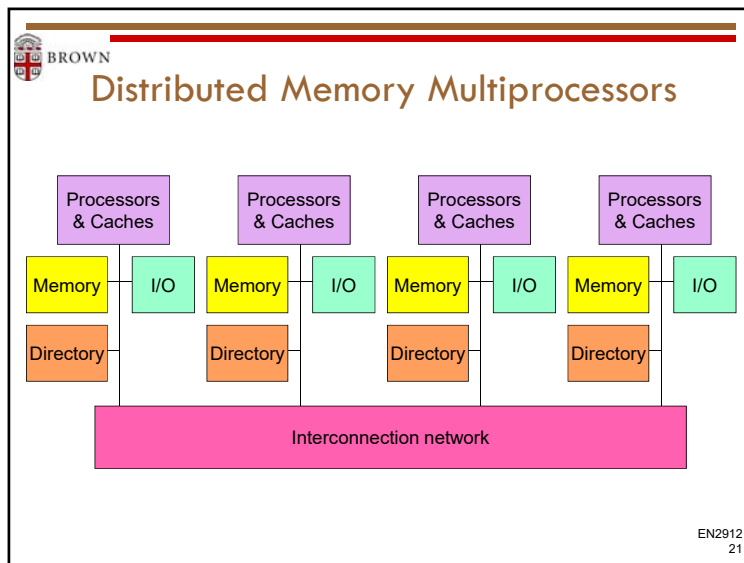 BROWN
Distributed Memory Multiprocessors
Processors
& Caches
Processors
& Caches
Processors
& Caches
Processors
& Caches
Memory
I/O
Memory
I/O
Memory
I/O
Memory
I/O
Directory
Directory
Directory
Directory
Interconnection network
EN2912
21